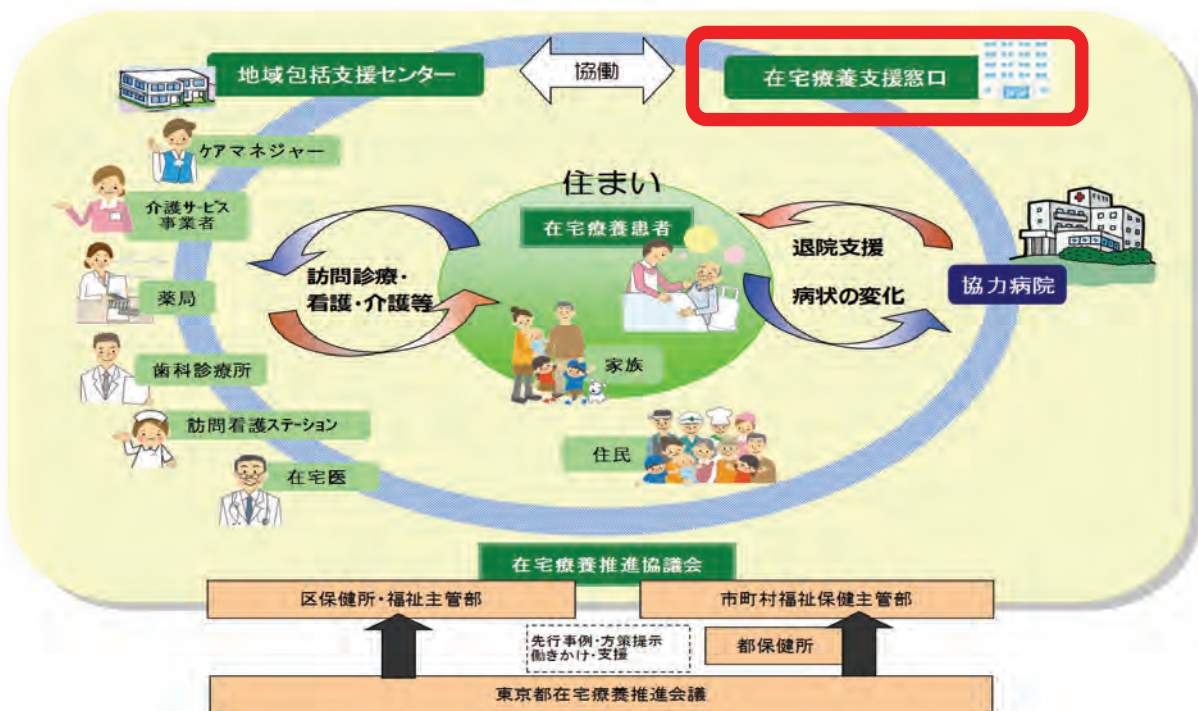 地域包括支援センター
協働
在宅療養支援窓口
ケアマネジャー
介護サービス
事業者
薬局
歯科診療所
訪問看護ステーション
在宅医
訪問診療・
看護・介護等
住まい
在宅療養患者
家族
住民
退院支援
病状の変化
協力病院
在宅療養推進協議会
区保健所・福祉主管部
市町村福祉保健主管部
先行事例・方策提示
働きかけ・支援
都保健所
東京都在宅療養推進会議